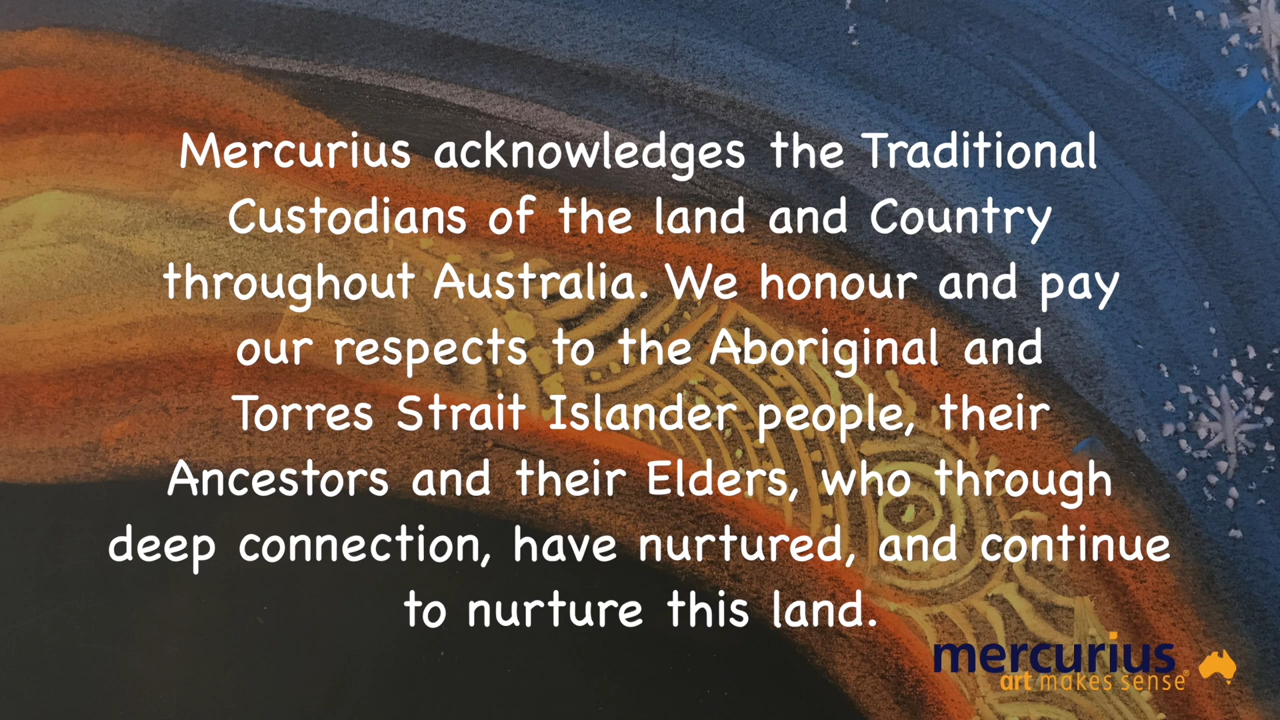 Mercurius acknowledges the Traditional
Custodians of the land and Country
throughout Australia. We honour and pay
our respects to the Aboriginal and
Torres Strait Islander people, their
Ancestors and their Elders, who through
deep connection, have nurtured, and continue
to nurture this land.
mercurius
art makes sense®